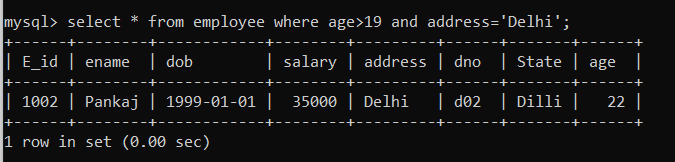 mysql> select * from employee where age>19 and address='Delhi';
+------+--------+------------+--------+---------+------+-------+------+
| E_id | ename  | dob        | salary | address | dno  | State | age  |
+------+--------+------------+--------+---------+------+-------+------+
| 1002 | Pankaj | 1999-01-01 |  35000 | Delhi   | d02  | Dilli |   22 |
+------+--------+------------+--------+---------+------+-------+------+
1 row in set (0.00 sec)